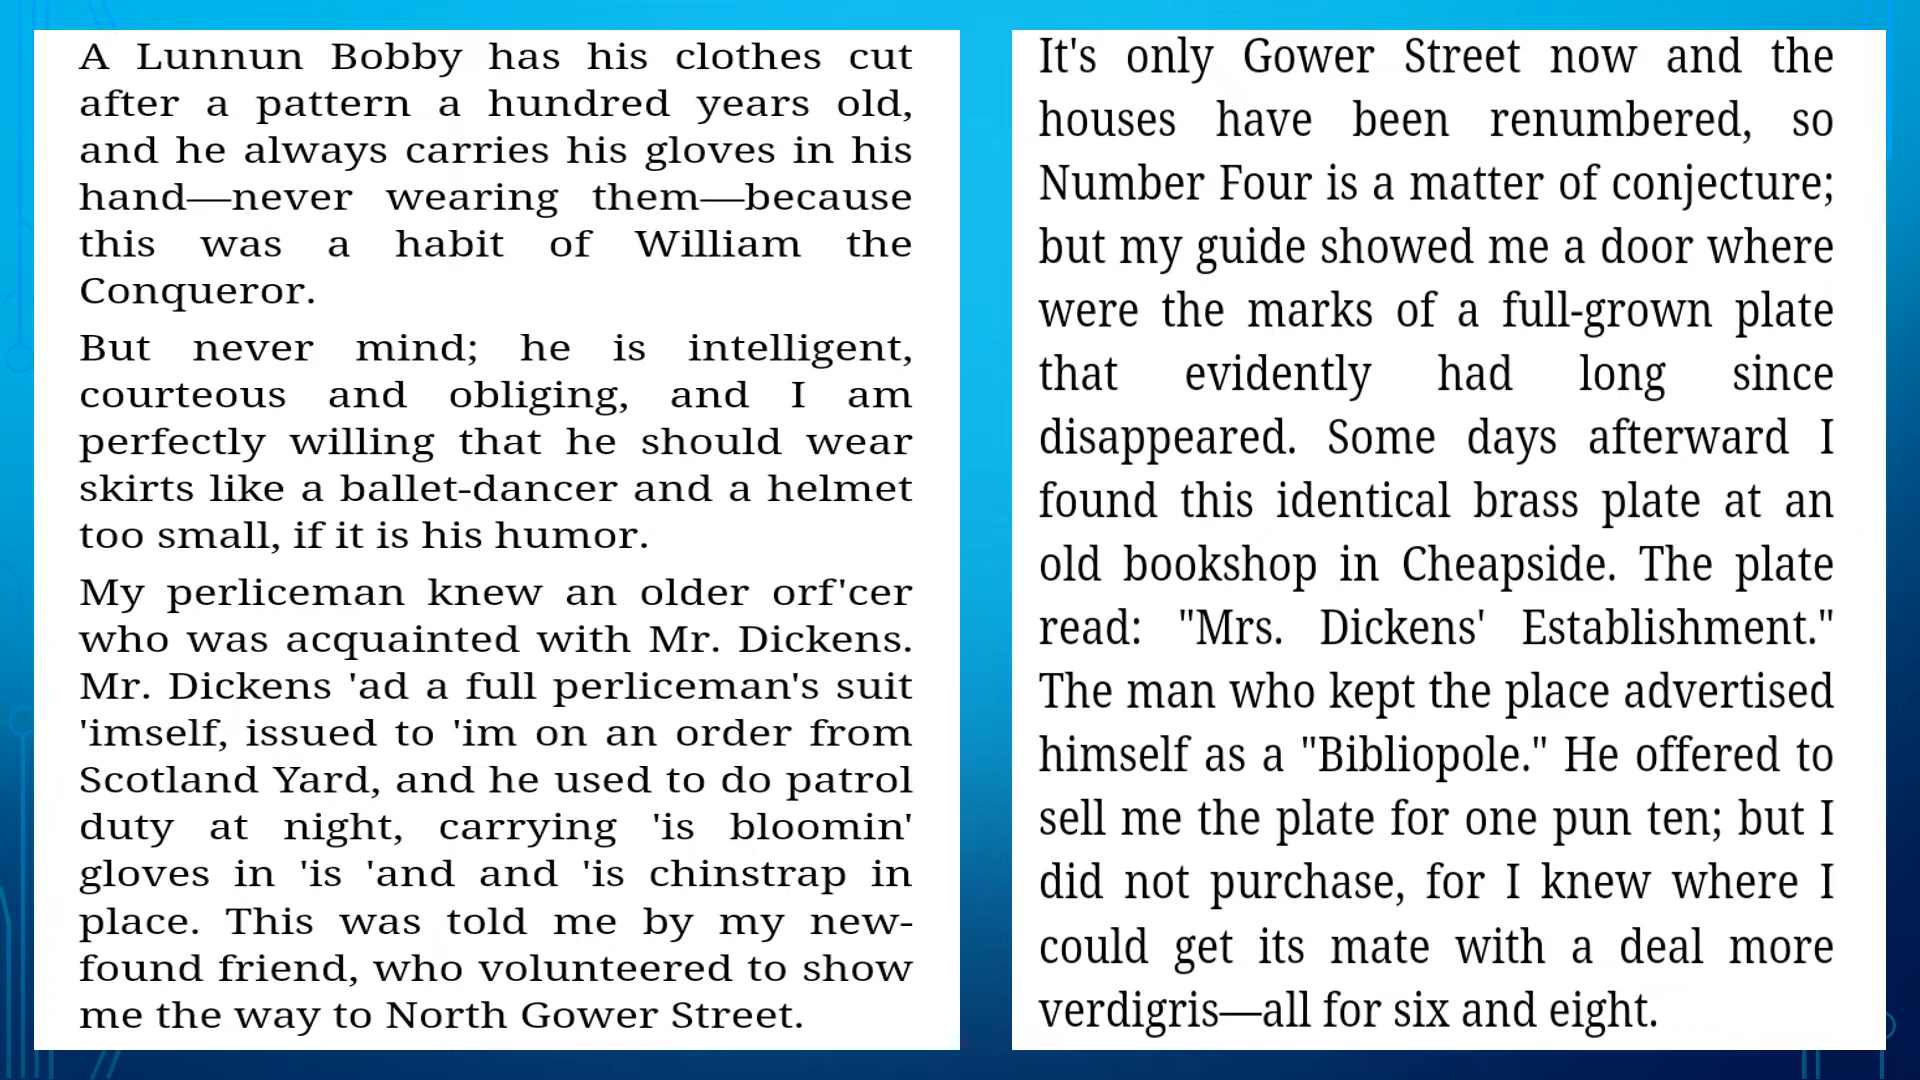 A Lunnun Bobby has his clothes cut
after a pattern a hundred years old,
and he always carries his gloves in his
hand—never wearing them—because
this was a habit of William the
Conqueror.
But never mind; he is intelligent,
courteous and obliging, and I am
perfectly willing that he should wear
skirts like a ballet-dancer and a helmet
too small, if it is his humor.
My perliceman knew an older orf'cer
who was acquainted with Mr. Dickens.
Mr. Dickens 'ad a full perliceman's suit
'imself, issued to 'im on an order from
Scotland Yard, and he used to do patrol
duty at night, carrying 'is bloomin'
gloves in 'is 'and and 'is chinstrap in
place. This was told me by my new-
found friend, who volunteered to show
me the way to North Gower Street.
It's only Gower Street now and the
houses have been renumbered, so
Number Four is a matter of conjecture;
but my guide showed me a door where
were the marks of a full-grown plate
that evidently had long since
disappeared. Some days afterward I
found this identical brass plate at an
old bookshop in Cheapside. The plate
read: "Mrs. Dickens' Establishment."
The man who kept the place advertised
himself as a "Bibliopole." He offered to
sell me the plate for one pun ten; but I
did not purchase, for I knew where I
could get its mate with a deal more
verdigris—all for six and eight.